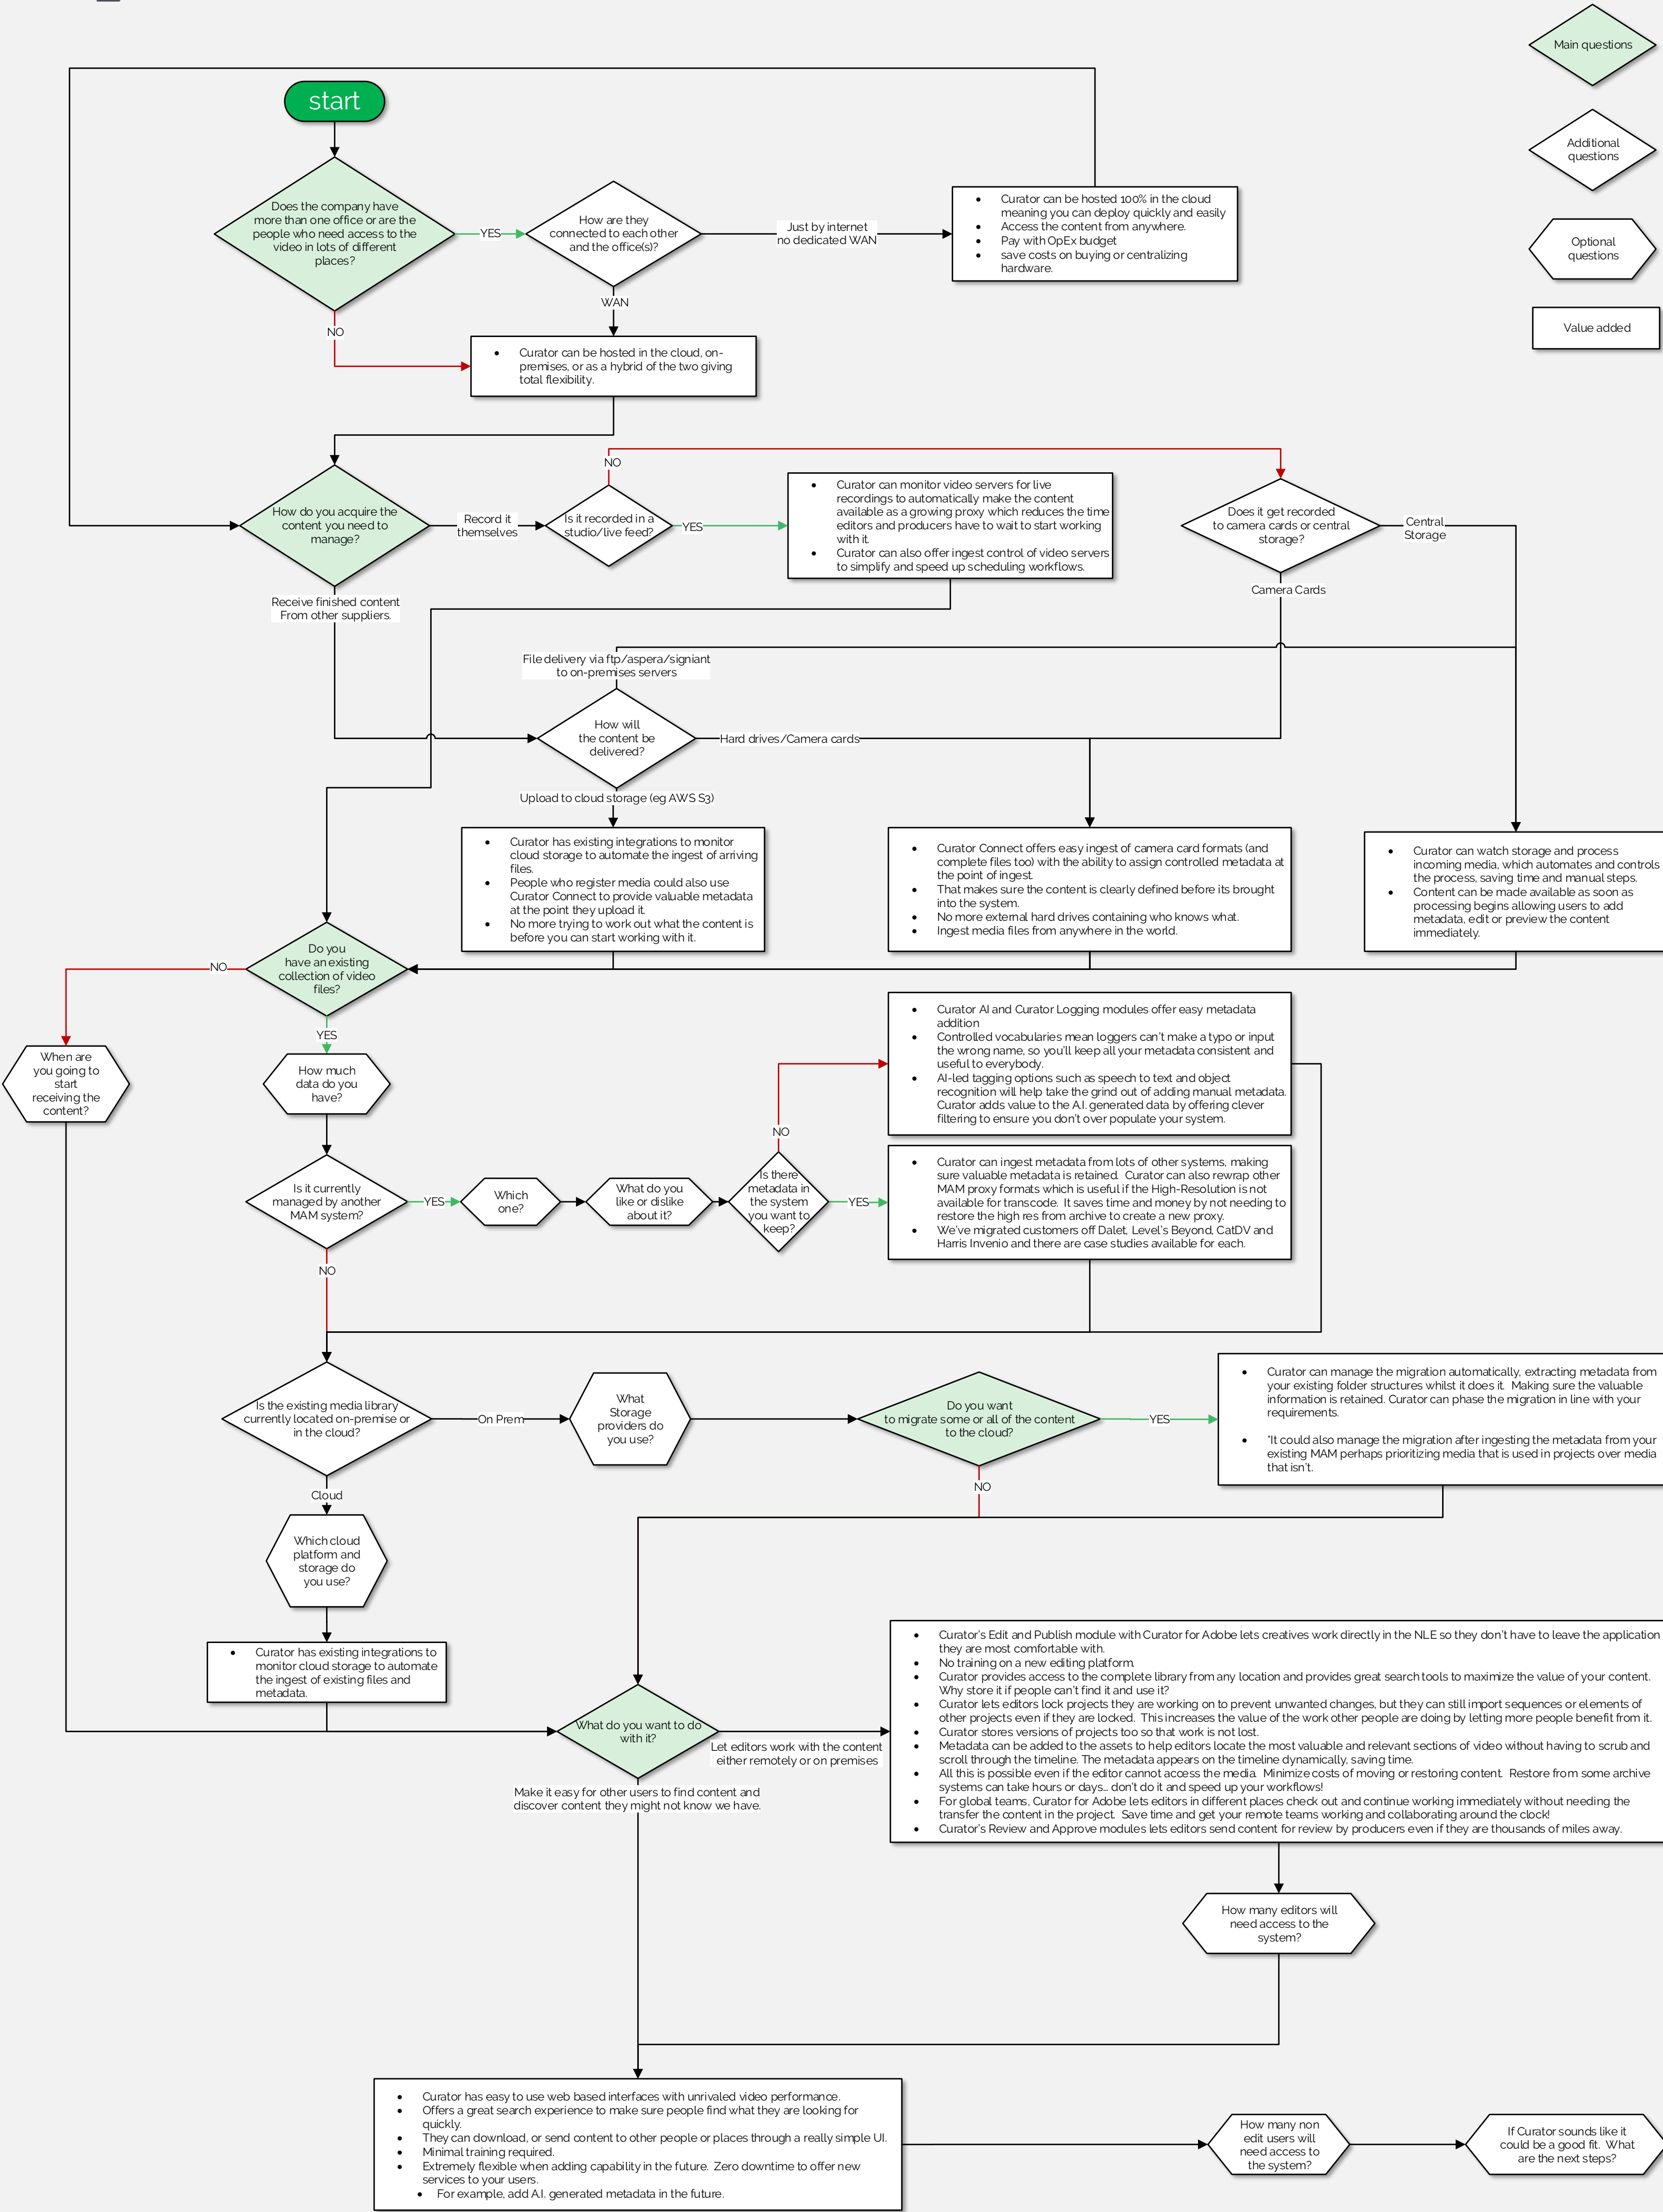 Main questions
start
Additional
questions
Does the company have
more than one office or are the
people who need access to the
video in lots of different
places?
YES
How are they
connected to each other
and the office(s)?
Just by internet
no dedicated WAN
• Curator can be hosted 100% in the cloud
meaning you can deploy quickly and easily
• Access the content from anywhere.
• Pay with OpEx budget
• save costs on buying or centralizing
hardware.
Optional
questions
WAN
NO
Value added
• Curator can be hosted in the cloud, on-
premises, or as a hybrid of the two giving
total flexibility.
NO
How do you acquire the
content you need to
manage?
Record it
themselves
Is it recorded in a
studio/live feed?
YES
• Curator can monitor video servers for live
recordings to automatically make the content
available as a growing proxy which reduces the time
editors and producers have to wait to start working
with it.
• Curator can also offer ingest control of video servers
to simplify and speed up scheduling workflows.
Does it get recorded
to camera cards or central
storage?
Central
Storage
Camera Cards
Receive finished content
From other suppliers.
File delivery via ftp/aspera/signiant
to on-premises servers
How will
the content be
delivered?
Hard drives/Camera cards
Upload to cloud storage (eg AWS S3)
• Curator has existing integrations to monitor
cloud storage to automate the ingest of arriving
files.
• People who register media could also use
Curator Connect to provide valuable metadata
at the point they upload it.
• No more trying to work out what the content is
before you can start working with it.
• Curator Connect offers easy ingest of camera card formats (and
complete files too) with the ability to assign controlled metadata at
the point of ingest.
• That makes sure the content is clearly defined before its brought
into the system.
• No more external hard drives containing who knows what.
• Ingest media files from anywhere in the world.
• Curator can watch storage and process
incoming media, which automates and controls
the process, saving time and manual steps.
• Content can be made available as soon as
processing begins allowing users to add
metadata, edit or preview the content
immediately.
Do you
have an existing
collection of video
files?
NO
YES
When are
you going to
start
receiving the
content?
How much
data do you
have?
• Curator AI and Curator Logging modules offer easy metadata
addition
• Controlled vocabularies mean loggers can't make a typo or input
the wrong name, so you'll keep all your metadata consistent and
useful to everybody.
• AI-led tagging options such as speech to text and object
recognition will help take the grind out of adding manual metadata.
Curator adds value to the A.I. generated data by offering clever
filtering to ensure you don't over populate your system.
NO
Is it currently
managed by another
MAM system?
YES
Which
one?
What do you
like or dislike
about it?
Is there
metadata in
the system
you want to
keep?
YES
• Curator can ingest metadata from lots of other systems, making
sure valuable metadata is retained. Curator can also rewrap other
MAM proxy formats which is useful if the High-Resolution is not
available for transcode. It saves time and money by not needing to
restore the high res from archive to create a new proxy.
• We've migrated customers off Dalet, Level's Beyond, CatDV and
Harris Invenio and there are case studies available for each.
NO
Is the existing media library
currently located on-premise or
in the cloud?
On Prem
What
Storage
providers do
you use?
Do you want
to migrate some or all of the content
to the cloud?
YES
• Curator can manage the migration automatically, extracting metadata from
your existing folder structures whilst it does it. Making sure the valuable
information is retained. Curator can phase the migration in line with your
requirements.
• *It could also manage the migration after ingesting the metadata from your
existing MAM perhaps prioritizing media that is used in projects over media
that isn't.
NO
Cloud
Which cloud
platform and
storage do
you use?
• Curator has existing integrations to
monitor cloud storage to automate
the ingest of existing files and
metadata.
What do you want to do
with it?
Let editors work with the content
either remotely or on premises
• Curator's Edit and Publish module with Curator for Adobe lets creatives work directly in the NLE so they don't have to leave the application
they are most comfortable with.
• No training on a new editing platform.
• Curator provides access to the complete library from any location and provides great search tools to maximize the value of your content.
Why store it if people can't find it and use it?
• Curator lets editors lock projects they are working on to prevent unwanted changes, but they can still import sequences or elements of
other projects even if they are locked. This increases the value of the work other people are doing by letting more people benefit from it.
• Curator stores versions of projects too so that work is not lost.
• Metadata can be added to the assets to help editors locate the most valuable and relevant sections of video without having to scrub and
scroll through the timeline. The metadata appears on the timeline dynamically, saving time.
• All this is possible even if the editor cannot access the media. Minimize costs of moving or restoring content. Restore from some archive
systems can take hours or days... don't do it and speed up your workflows!
• For global teams, Curator for Adobe lets editors in different places check out and continue working immediately without needing the
transfer the content in the project. Save time and get your remote teams working and collaborating around the clock!
• Curator's Review and Approve modules lets editors send content for review by producers even if they are thousands of miles away.
Make it easy for other users to find content and
discover content they might not know we have.
How many editors will
need access to the
system?
• Curator has easy to use web based interfaces with unrivaled video performance.
• Offers a great search experience to make sure people find what they are looking for
quickly.
• They can download, or send content to other people or places through a really simple UI.
• Minimal training required.
• Extremely flexible when adding capability in the future. Zero downtime to offer new
services to your users.
• For example, add A.I. generated metadata in the future.
How many non
edit users will
need access to
the system?
If Curator sounds like it
could be a good fit. What
are the next steps?